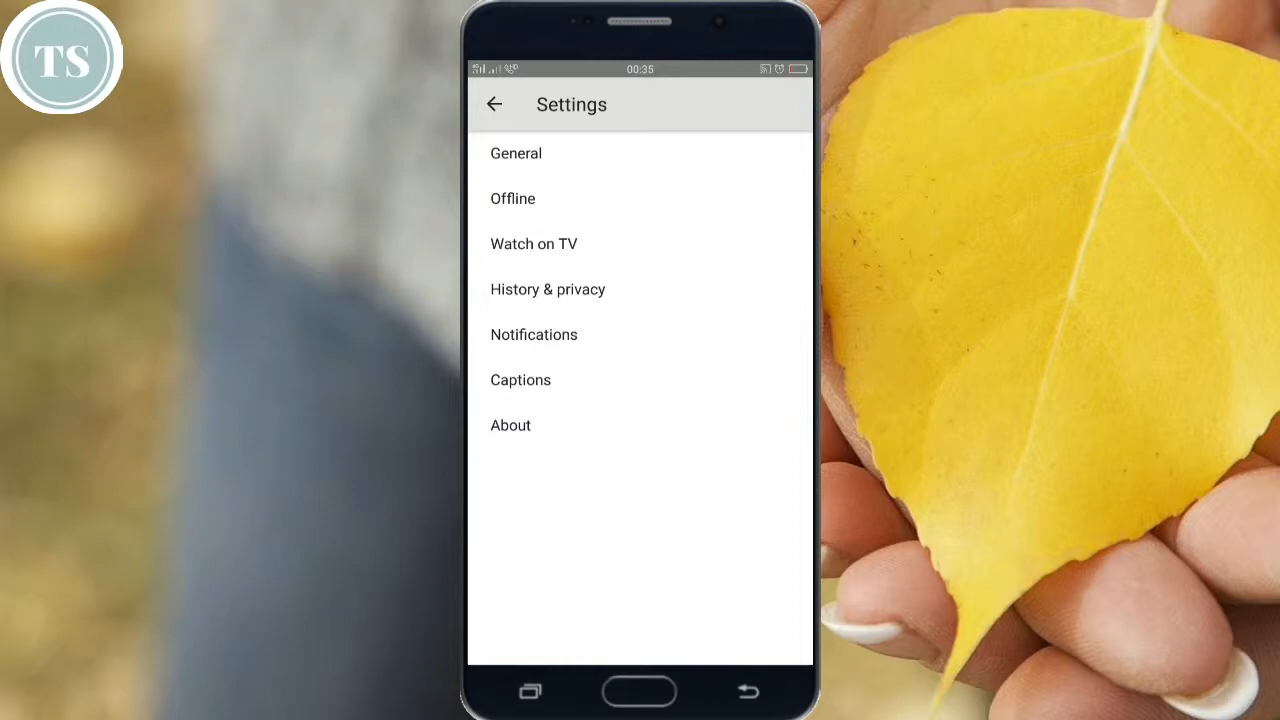 TS
00:35
Settings
General
Offline
Watch on TV
History & privacy
Notifications
Captions
About